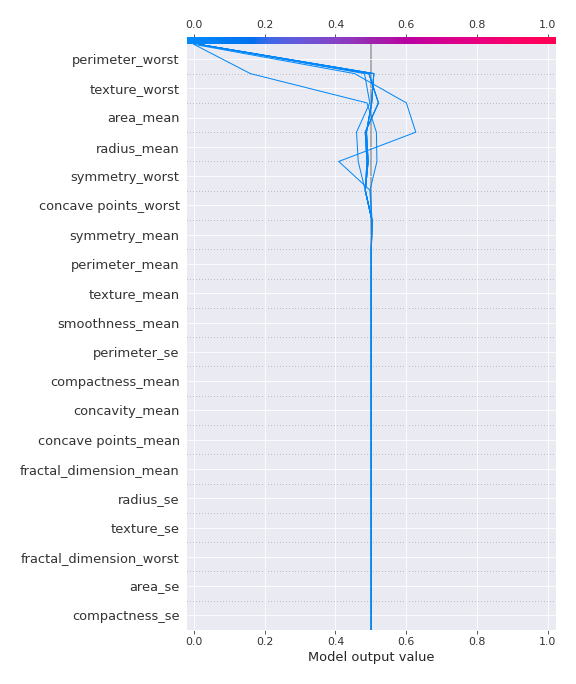 0.0 0.2 0.4 0.6 0.8 1.0
perimeter_worst
texture_worst
area_mean
radius_mean
symmetry_worst
concave points_worst
symmetry_mean
perimeter_mean
texture_mean
smoothness_mean
perimeter_se
compactness_mean
concavity_mean
concave points_mean
fractal_dimension_mean
radius_se
texture_se
fractal_dimension_worst
area_se
compactness_se
0.0 0.2 0.4 0.6 0.8 1.0
Model output value